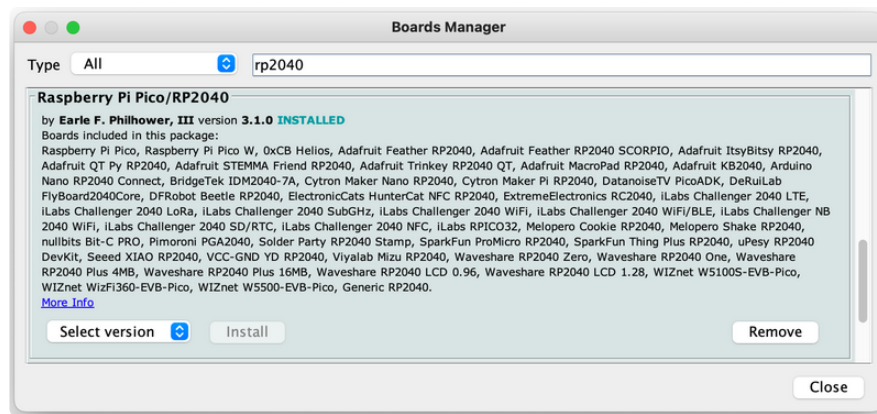 Boards Manager
Type All rp2040
Raspberry Pi Pico/RP2040
by Earle F. Philhower, III version 3.1.0 INSTALLED
Boards included in this package:
Raspberry Pi Pico, Raspberry Pi Pico W, 0xCB Helios, Adafruit Feather RP2040, Adafruit Feather RP2040 SCORPIO, Adafruit ItsyBitsy RP2040,
Adafruit QT Py RP2040, Adafruit STEMMA Friend RP2040, Adafruit Trinkey RP2040 QT, Adafruit MacroPad RP2040, Adafruit KB2040, Arduino
Nano RP2040 Connect, BridgeTek IDM2040-7A, Cytron Maker Nano RP2040, Cytron Maker Pi RP2040, DatanoiseTV PicoADK, DeRuiLab
FlyBoard2040Core, DFRobot Beetle RP2040, ElectronicCats HunterCat NFC RP2040, ExtremeElectronics RC2040, iLabs Challenger 2040 LTE,
iLabs Challenger 2040 LoRa, iLabs Challenger 2040 SubGHz, iLabs Challenger 2040 WiFi, iLabs Challenger 2040 WiFi/BLE, iLabs Challenger NB
2040 WiFi, iLabs Challenger 2040 SD/RTC, iLabs Challenger 2040 NFC, iLabs RPICO32, Melopero Cookie RP2040, Melopero Shake RP2040,
nullbits Bit-C PRO, Pimoroni PGA2040, Solder Party RP2040 Stamp, SparkFun ProMicro RP2040, SparkFun Thing Plus RP2040, uPesy RP2040
DevKit, Seeed XIAO RP2040, VCC-GND YD RP2040, Viyalab Mizu RP2040, Waveshare RP2040 Zero, Waveshare RP2040 One, Waveshare
RP2040 Plus 4MB, Waveshare RP2040 Plus 16MB, Waveshare RP2040 LCD 0.96, Waveshare RP2040 LCD 1.28, WIZnet W5100S-EVB-Pico,
WIZnet WizFi360-EVB-Pico, WIZnet W5500-EVB-Pico, Generic RP2040.
More Info
Select version Install Remove
Close